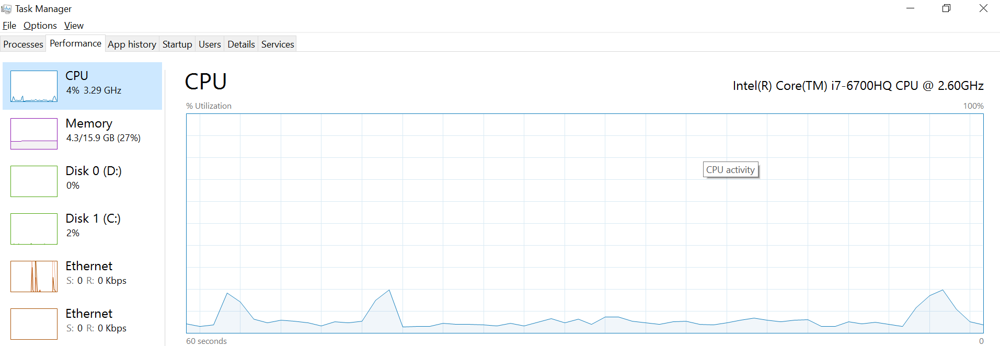 Task Manager
File Options View
Processes Performance App history Startup Users Details Services
CPU
4% 3.29 GHz
Memory
4.3/15.9 GB (27%)
Disk 0 (D:)
0%
Disk 1 (C:)
2%
Ethernet
S: 0 R: 0 Kbps
Ethernet
S: 0 R: 0 Kbps
CPU
Intel(R) Core(TM) i7-6700HQ CPU @ 2.60GHz
% Utilization 100%
CPU activity
60 seconds 0